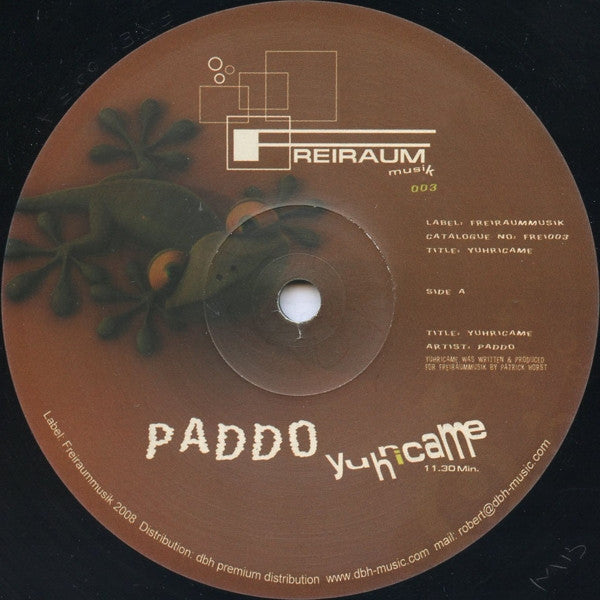 FREIRAUM
musik
003
LABEL: FREIRAUMMUSIK
CATALOGUE NO: FREI003
TITLE: YUHRICAME
SIDE A
TITLE: YUHRICAME
ARTIST: PADDO
YUHRICAME WAS WRITTEN & PRODUCED
FOR FREIRAUMMUSIK BY PATRICK HORST
PADDO
yuhricame
11.30 Min.
Label: Freiraummusik 2008 Distribution: dbh premium distribution www.dbh-music.com mail: robert@dbh-music.com